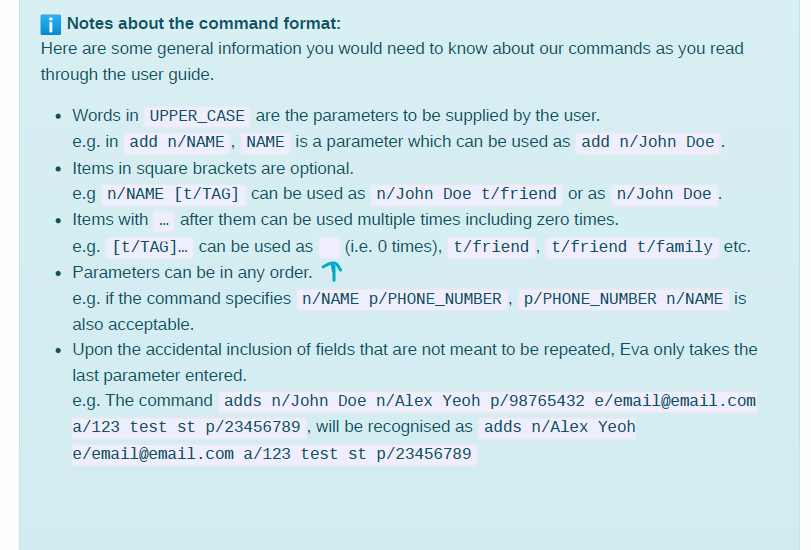 Notes about the command format:
Here are some general information you would need to know about our commands as you read
through the user guide.
• Words in UPPER_CASE are the parameters to be supplied by the user.
e.g. in add n/NAME , NAME is a parameter which can be used as add n/John Doe .
• Items in square brackets are optional.
e.g n/NAME [t/TAG] can be used as n/John Doe t/friend or as n/John Doe .
• Items with … after them can be used multiple times including zero times.
e.g. [t/TAG]… can be used as   (i.e. 0 times), t/friend , t/friend t/family etc.
• Parameters can be in any order.
e.g. if the command specifies n/NAME p/PHONE_NUMBER , p/PHONE_NUMBER n/NAME is
also acceptable.
• Upon the accidental inclusion of fields that are not meant to be repeated, Eva only takes the
last parameter entered.
e.g. The command adds n/John Doe n/Alex Yeoh p/98765432 e/email@email.com
a/123 test st p/23456789 , will be recognised as adds n/Alex Yeoh
e/email@email.com a/123 test st p/23456789